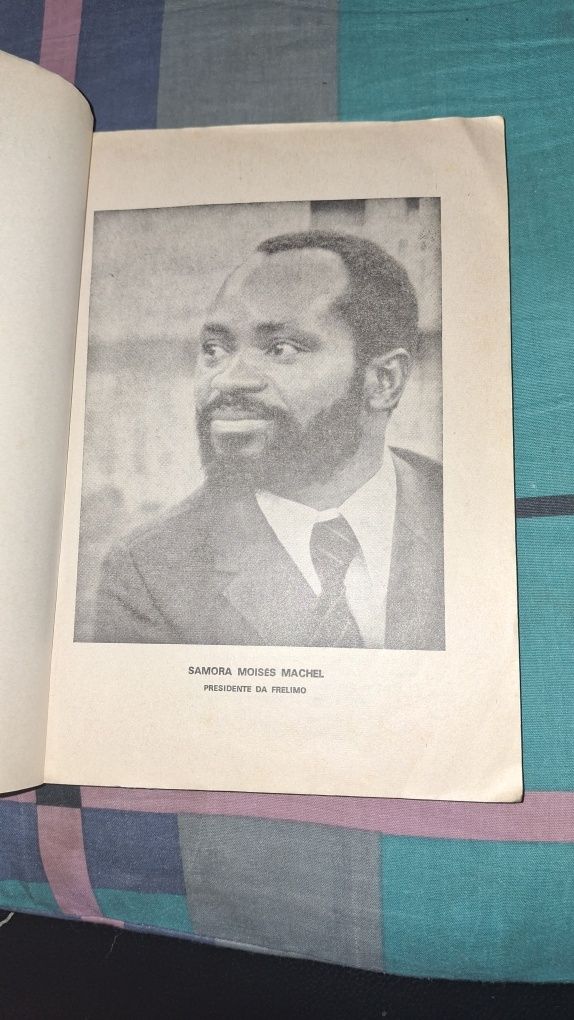 SAMORA MOISÉS MACHEL
PRESIDENTE DA FRELIMO